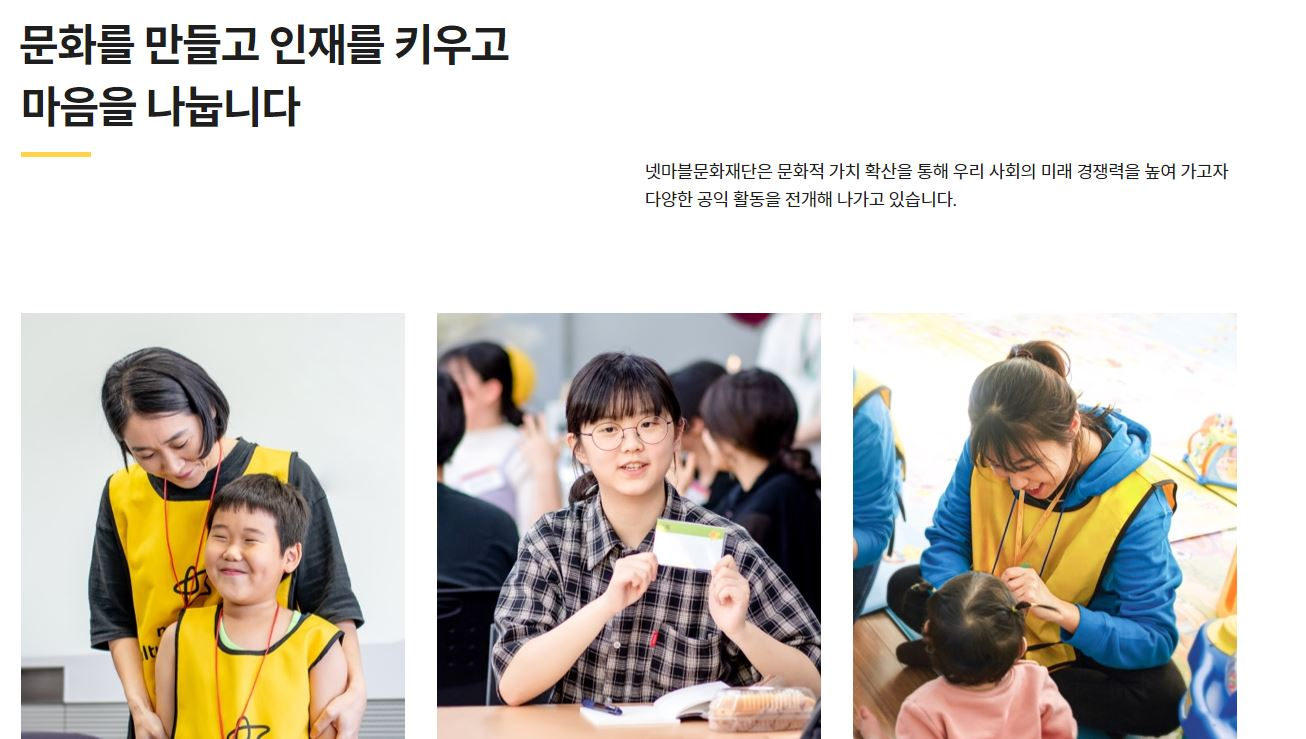 문화를 만들고 인재를 키우고
마음을 나눕니다
넷마블문화재단은 문화적 가치 확산을 통해 우리 사회의 미래 경쟁력을 높여 가고자
다양한 공익 활동을 전개해 나가고 있습니다.